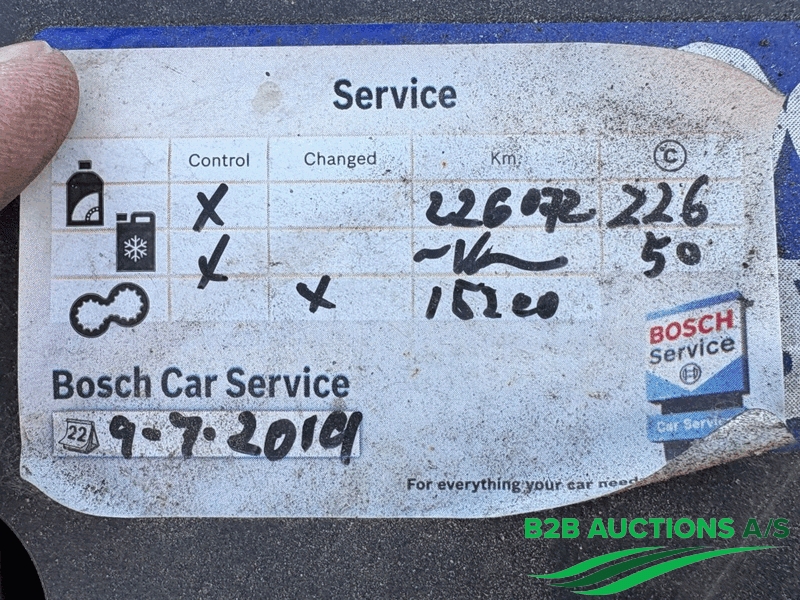 Service
Control Changed Km. C
X 226072 226
X 50
X 15200
BOSCH
Service
Bosch Car Service
Car Service
22 9-7-2019
For everything your car need
B2B AUCTIONS A/S